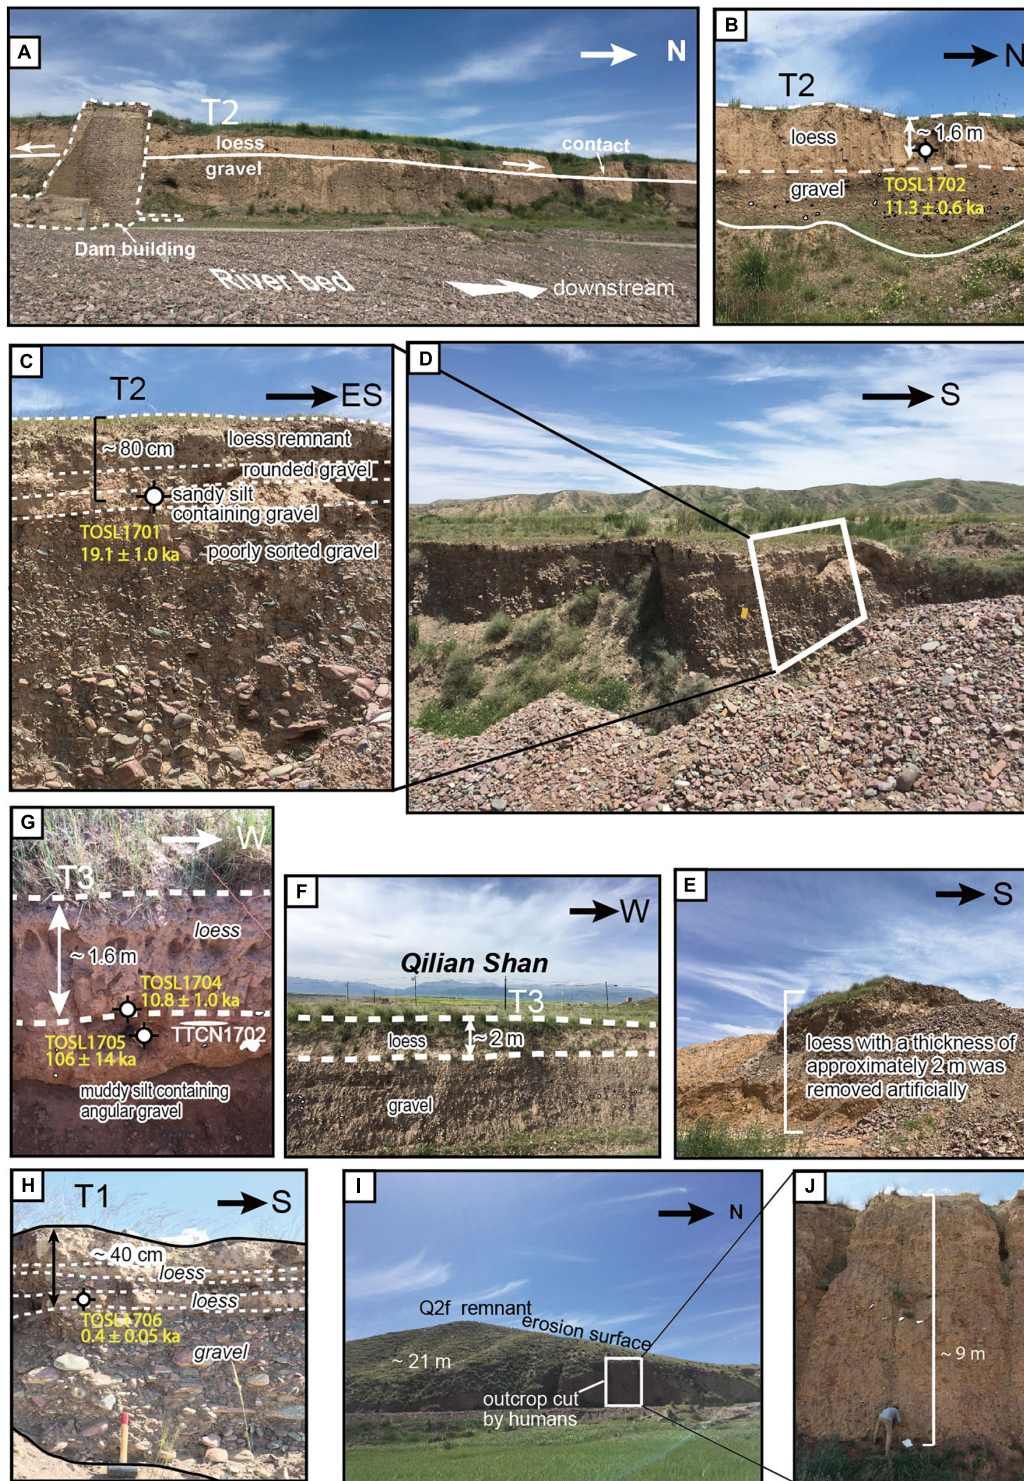 A
N
T2
loess
gravel
contact
Dam building
River bed
downstream
B
N
T2
loess
~ 1.6 m
gravel
TOSL1702
11.3 ± 0.6 ka
C
T2
ES
~ 80 cm
loess remnant
rounded gravel
sandy silt
containing gravel
TOSL1701
19.1 ± 1.0 ka
poorly sorted gravel
D
S
G
W
T3
loess
~ 1.6 m
TOSL1704
10.8 ± 1.0 ka
TTCN1702
TOSL1705
106 ± 14 ka
muddy silt containing
angular gravel
F
W
Qilian Shan
T3
loess
~ 2 m
gravel
E
S
loess with a thickness of
approximately 2 m was
removed artificially
H
T1
S
~ 40 cm
loess
loess
TOSL1706
0.4 ± 0.05 ka
gravel
I
N
Q2f remnant
erosion surface
~ 21 m
outcrop cut
by humans
J
~ 9 m